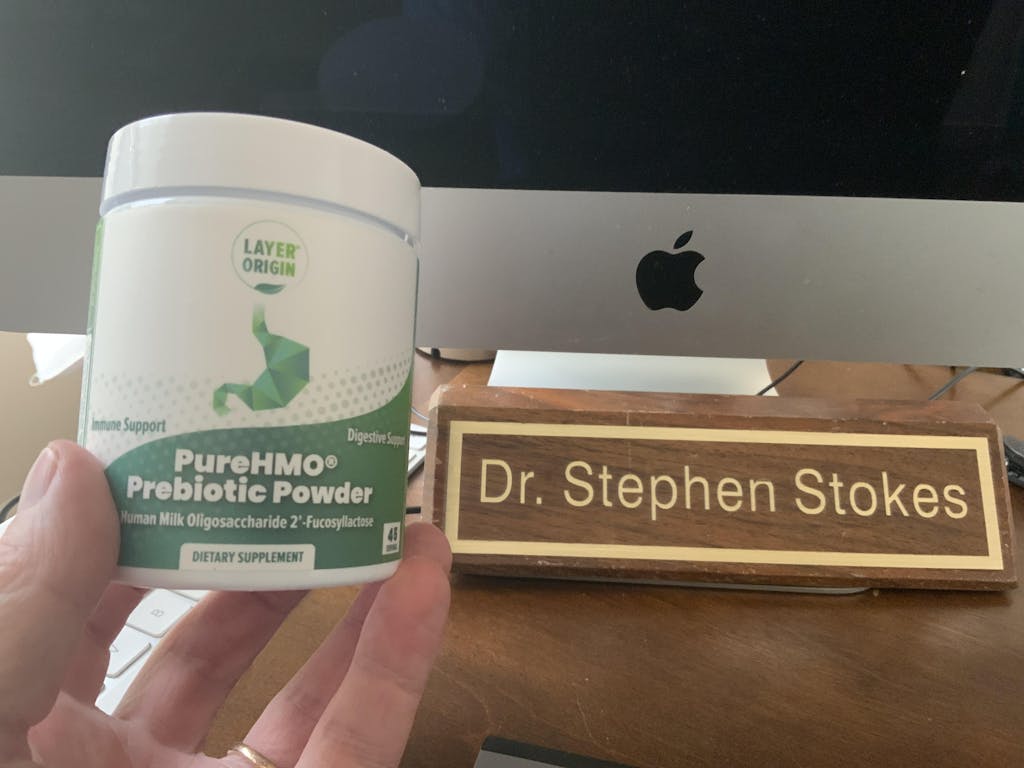 LAYER
ORIGIN
Immune Support
Digestive Support
PureHMO®
Prebiotic Powder
Human Milk Oligosaccharide 2'-Fucosyllactose
45
DIETARY SUPPLEMENT
Dr. Stephen Stokes